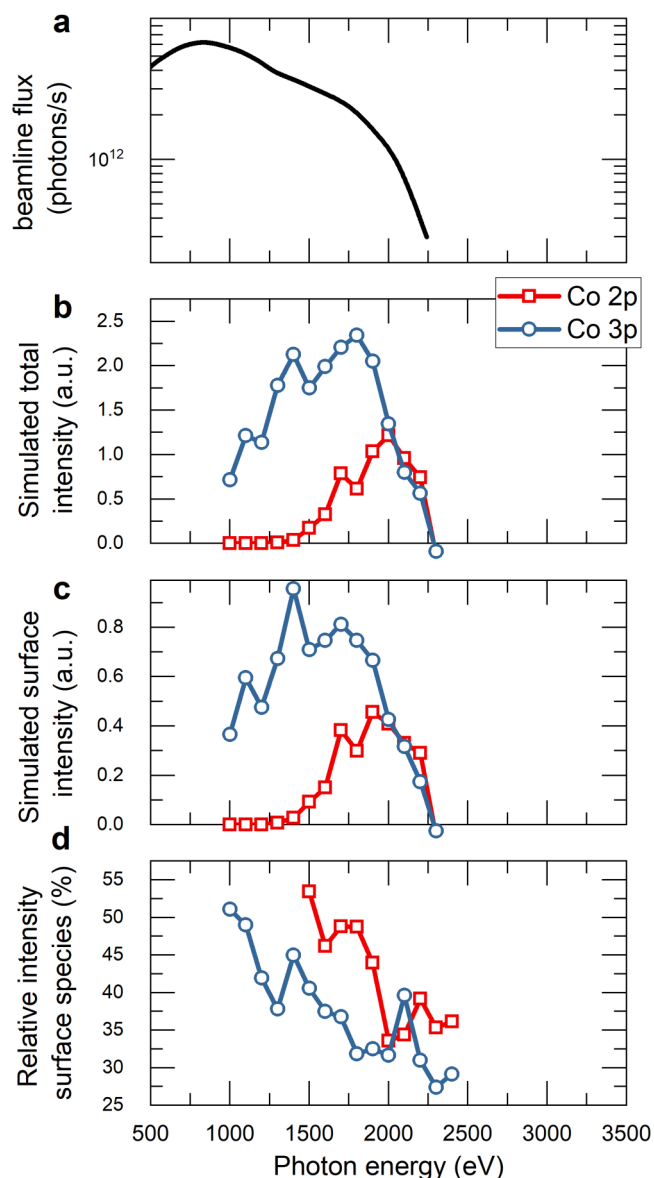 a
beamline flux
(photons/s)
10¹²
b
Co 2p
Co 3p
Simulated total
intensity (a.u.)
2.5
2.0
1.5
1.0
0.5
0.0
c
Simulated surface
intensity (a.u.)
0.8
0.6
0.4
0.2
0.0
d
Relative intensity
surface species (%)
55
50
45
40
35
30
25
500 1000 1500 2000 2500 3000 3500
Photon energy (eV)